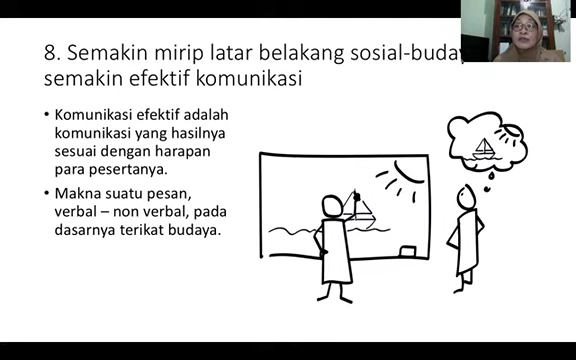 8. Semakin mirip latar belakang sosial-buday
semakin efektif komunikasi
• Komunikasi efektif adalah
komunikasi yang hasilnya
sesuai dengan harapan
para pesertanya.
• Makna suatu pesan,
verbal – non verbal, pada
dasarnya terikat budaya.